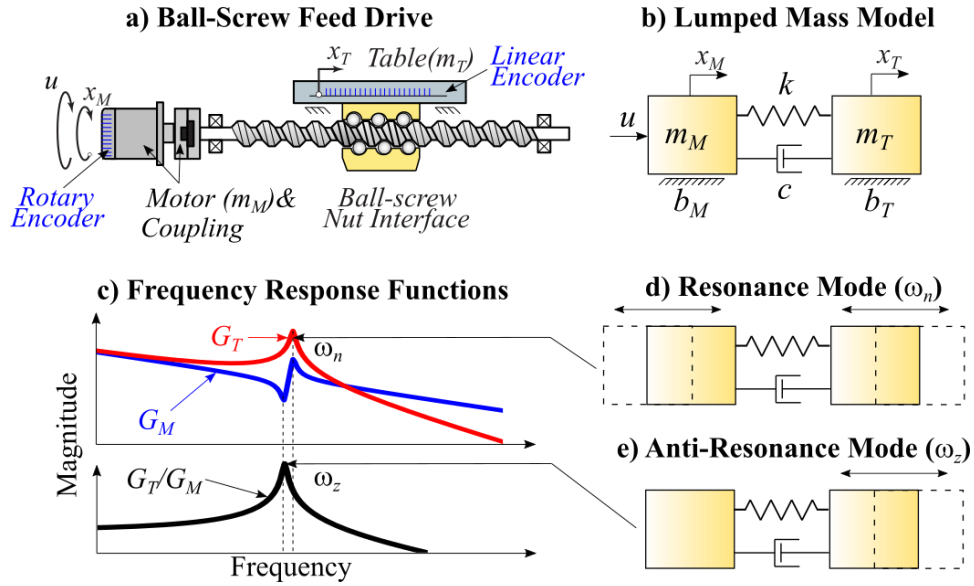 a) Ball-Screw Feed Drive
u
x_M
x_T
Table(m_T)
Linear
Encoder
Rotary
Encoder
Motor (m_M)&
Coupling
Ball-screw
Nut Interface
b) Lumped Mass Model
x_M
x_T
k
u
m_M
m_T
c
b_M
b_T
c) Frequency Response Functions
Magnitude
G_T
ω_n
G_M
G_T/G_M
ω_z
Frequency
d) Resonance Mode (ω_n)
e) Anti-Resonance Mode (ω_z)